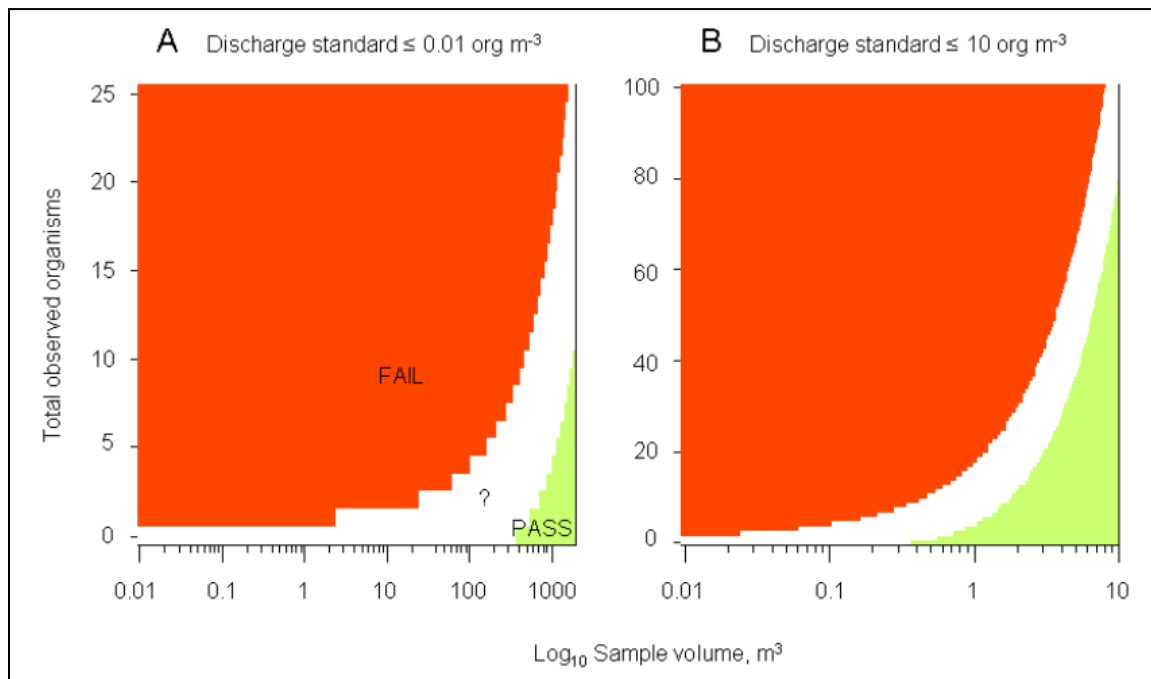 A Discharge standard ≤ 0.01 org m⁻³
B Discharge standard ≤ 10 org m⁻³
Total observed organisms
25
20
15
10
5
0
FAIL
?
PASS
0.01 0.1 1 10 100 1000
100
80
60
40
20
0
0.01 0.1 1 10
Log₁₀ Sample volume, m³